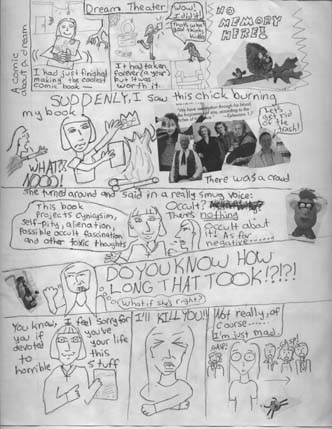 Dream Theater
A comic
about a dream
I had just finished
making the coolest
comic book —
Wow!
I did it!
It had taken
forever (a year)
but it was
worth it.
NO
MEMORY
HERE!
SUDDENLY, I saw this chick burning
my book!
WHAT?!
NOOO!
There was a crowd
Let's
get rid
of the
trash!
She turned around and said in a really smug voice:
This book
projects cynicism,
self-pity, alienation,
possible occult fascination
and other toxic thoughts
Occult?
There's nothing
occult about
it! As for
negative......
DO YOU KNOW HOW
LONG THAT TOOK?!?!!
What if she's right?
You know, I feel sorry for
you if you've
devoted your life
to this
horrible stuff
I'll KILL YOU!!
Not really, of
course.....
I'm just mad.
GASP!
GASP!